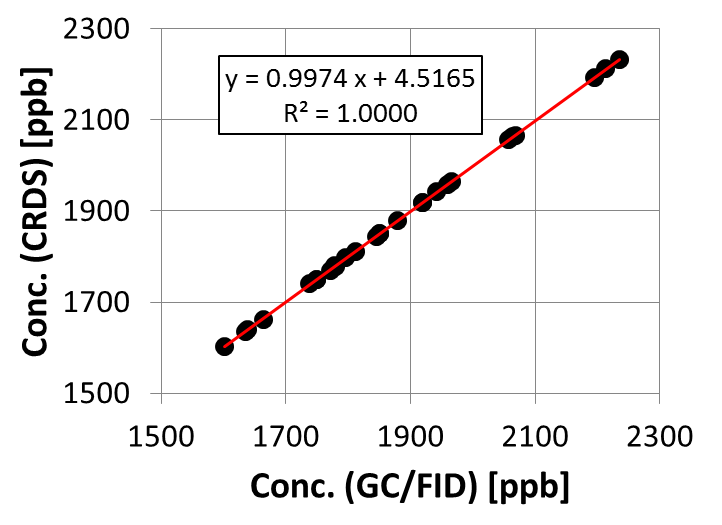 2300
2100
1900
1700
1500
Conc. (CRDS) [ppb]
y = 0.9974 x + 4.5165
R² = 1.0000
1500 1700 1900 2100 2300
Conc. (GC/FID) [ppb]